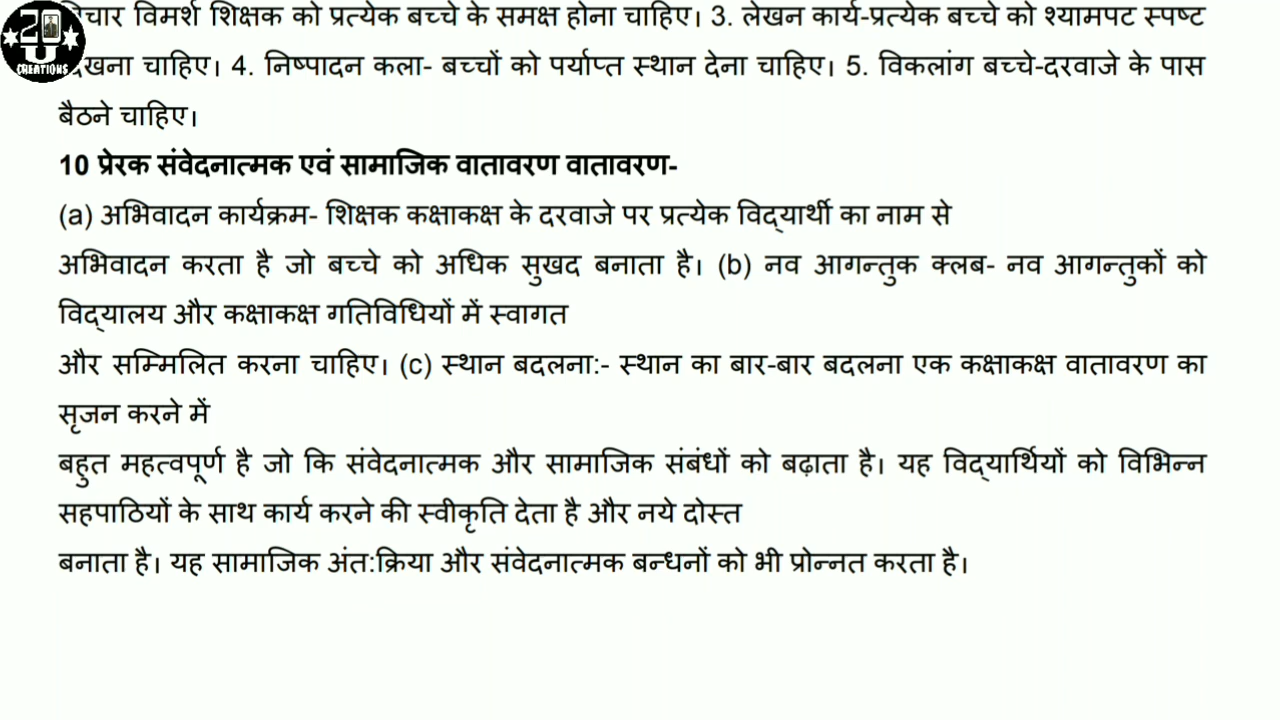 विचार विमर्श शिक्षक को प्रत्येक बच्चे के समक्ष होना चाहिए। 3. लेखन कार्य-प्रत्येक बच्चे को श्यामपट स्पष्ट
चाहिए। 4. निष्पादन कला- बच्चों को पर्याप्त स्थान देना चाहिए। 5. विकलांग बच्चे-दरवाजे के पास
बैठने चाहिए।
10 प्रेरक संवेदनात्मक एवं सामाजिक वातावरण वातावरण-
(a) अभिवादन कार्यक्रम- शिक्षक कक्षाकक्ष के दरवाजे पर प्रत्येक विद्यार्थी का नाम से
अभिवादन करता है जो बच्चे को अधिक सुखद बनाता है। (b) नव आगन्तुक क्लब- नव आगन्तुकों को
विद्यालय और कक्षाकक्ष गतिविधियों में स्वागत
और सम्मिलित करना चाहिए। (c) स्थान बदलना:- स्थान का बार-बार बदलना एक कक्षाकक्ष वातावरण का
सृजन करने में
बहुत महत्वपूर्ण है जो कि संवेदनात्मक और सामाजिक संबंधों को बढ़ाता है। यह विद्यार्थियों को विभिन्न
सहपाठियों के साथ कार्य करने की स्वीकृति देता है और नये दोस्त
बनाता है। यह सामाजिक अंत:क्रिया और संवेदनात्मक बन्धनों को भी प्रोन्नत करता है।
CREATIONS